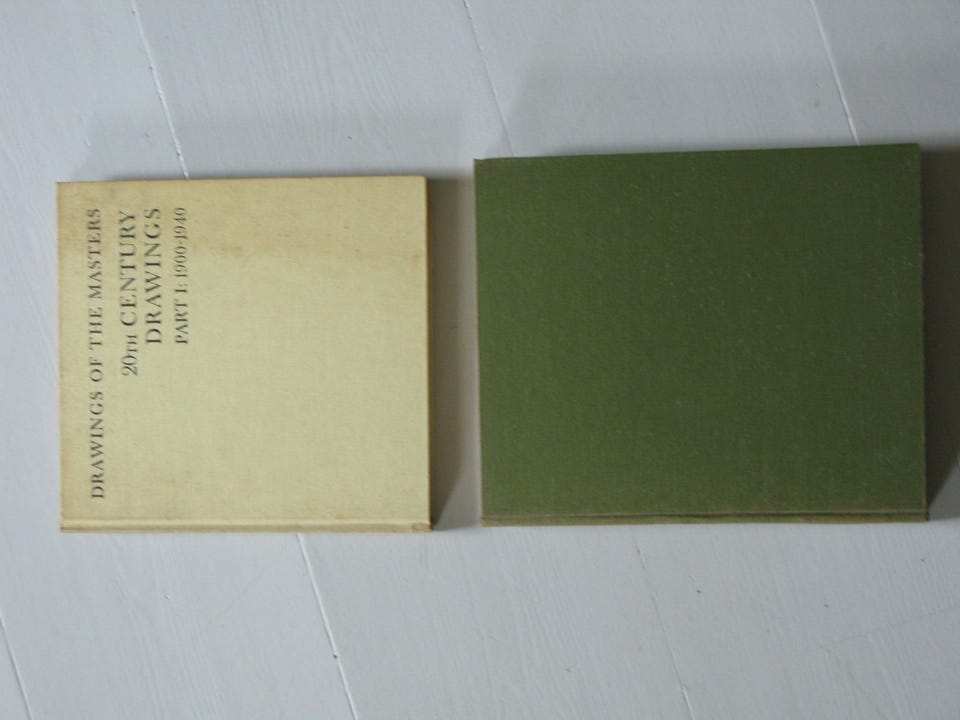 DRAWINGS OF THE MASTERS
20TH CENTURY
DRAWINGS
PART I: 1900-1940